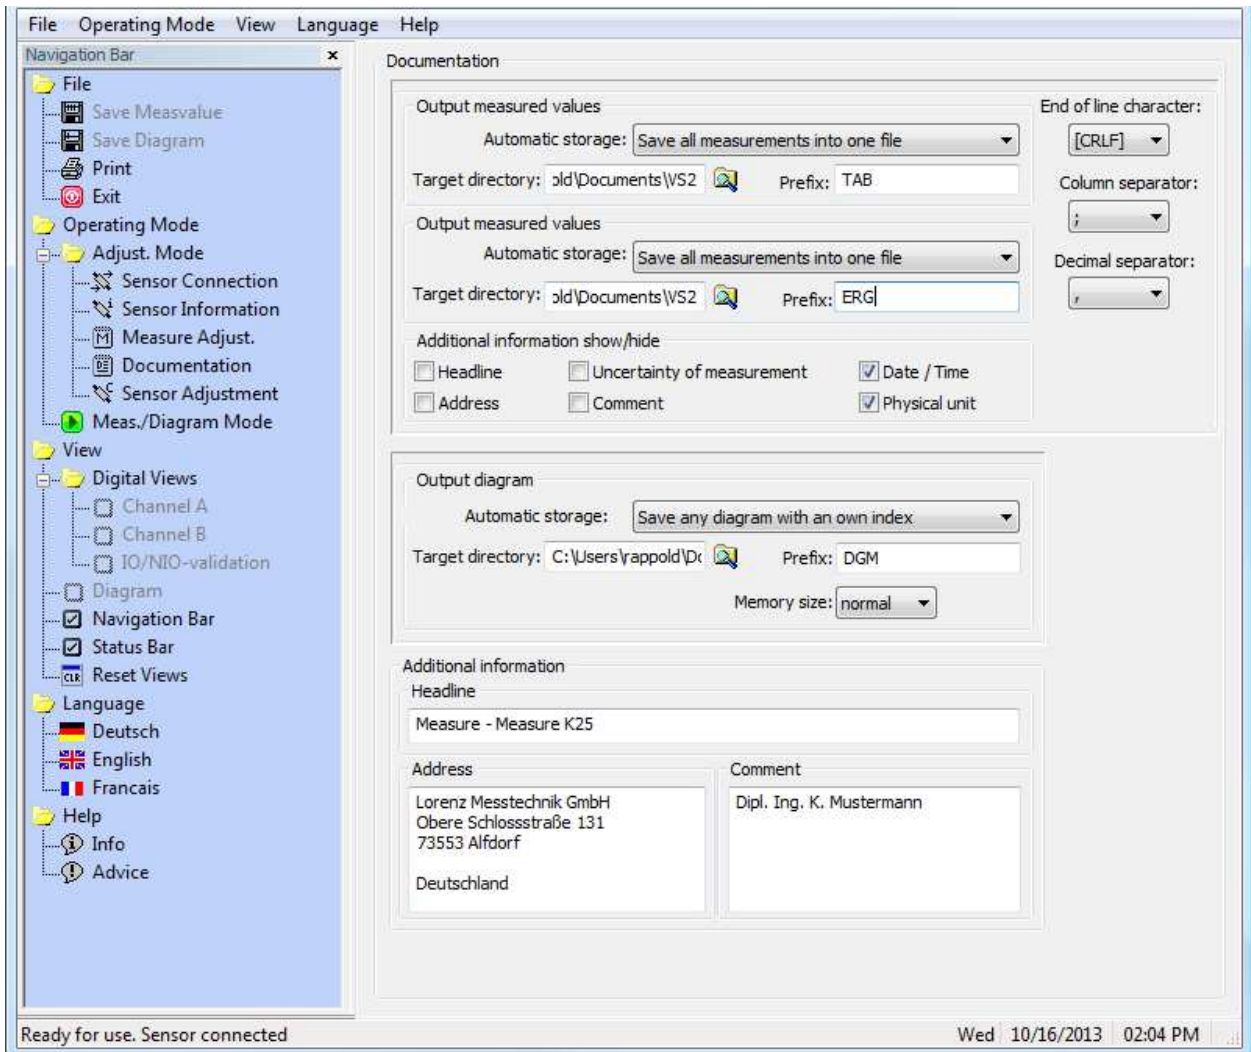 File Operating Mode View Language Help
Navigation Bar x
File
Save Measvalue
Save Diagram
Print
Exit
Operating Mode
Adjust. Mode
Sensor Connection
Sensor Information
Measure Adjust.
Documentation
Sensor Adjustment
Meas./Diagram Mode
View
Digital Views
Channel A
Channel B
IO/NIO-validation
Diagram
Navigation Bar
Status Bar
CLR Reset Views
Language
Deutsch
English
Francais
Help
Info
Advice
Documentation
Output measured values
Automatic storage: Save all measurements into one file
Target directory: old\Documents\VS2 Prefix: TAB
Output measured values
Automatic storage: Save all measurements into one file
Target directory: old\Documents\VS2 Prefix: ERG
End of line character:
[CRLF]
Column separator:
;
Decimal separator:
,
Additional information show/hide
Headline Uncertainty of measurement Date / Time
Address Comment Physical unit
Output diagram
Automatic storage: Save any diagram with an own index
Target directory: C:\Users\rappold\Do Prefix: DGM
Memory size: normal
Additional information
Headline
Measure - Measure K25
Address
Lorenz Messtechnik GmbH
Obere Schlossstraße 131
73553 Alfdorf
Deutschland
Comment
Dipl. Ing. K. Mustermann
Ready for use. Sensor connected Wed 10/16/2013 02:04 PM